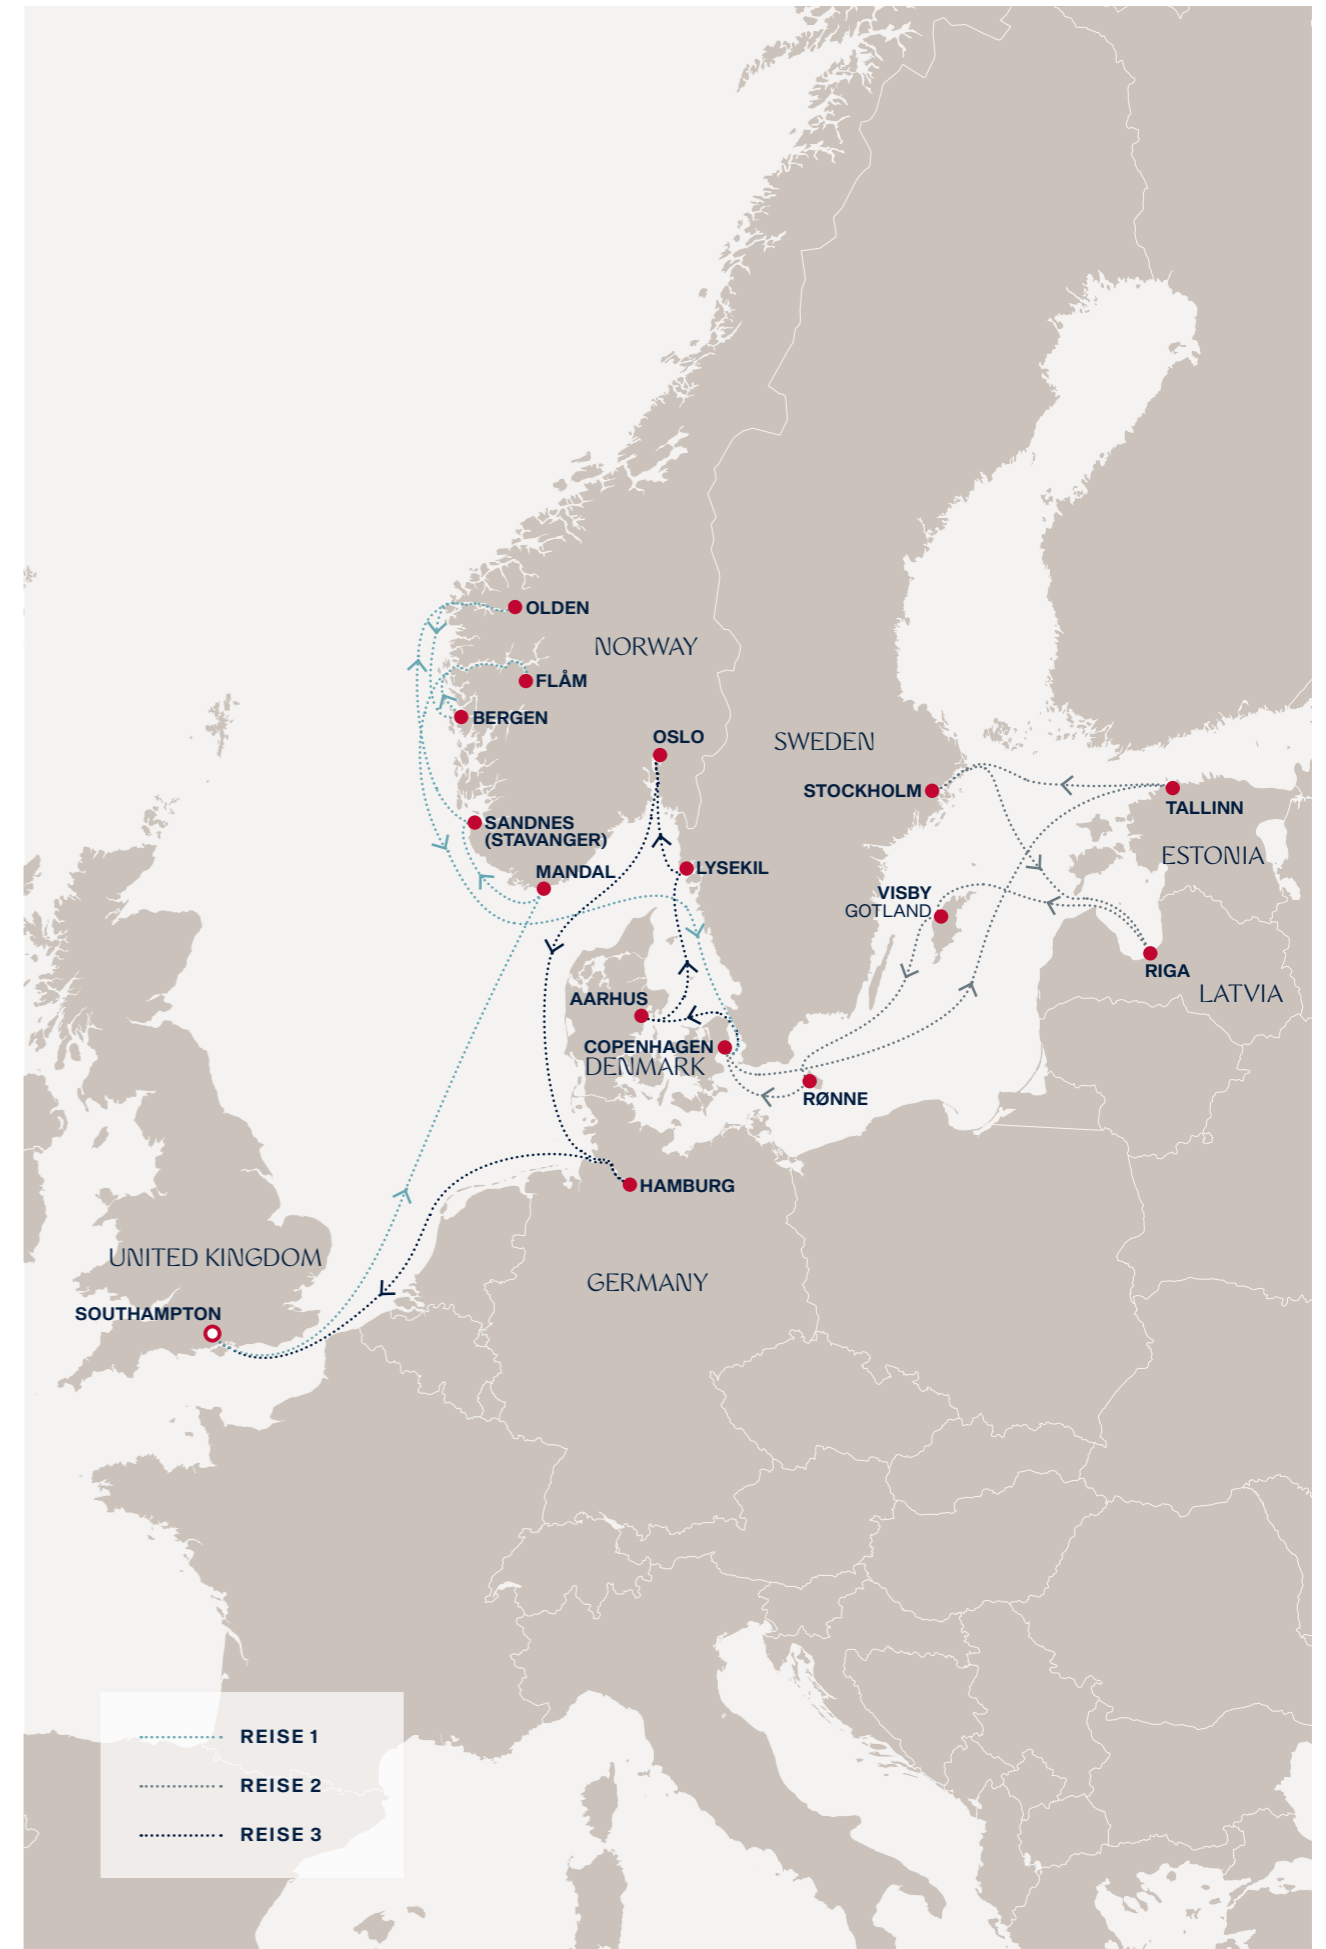 OLDEN
NORWAY
FLÅM
BERGEN
OSLO
SWEDEN
STOCKHOLM
TALLINN
SANDNES
(STAVANGER)
ESTONIA
MANDAL
LYSEKIL
VISBY
GOTLAND
RIGA
LATVIA
AARHUS
COPENHAGEN
DENMARK
RØNNE
HAMBURG
UNITED KINGDOM
GERMANY
SOUTHAMPTON
REISE 1
REISE 2
REISE 3